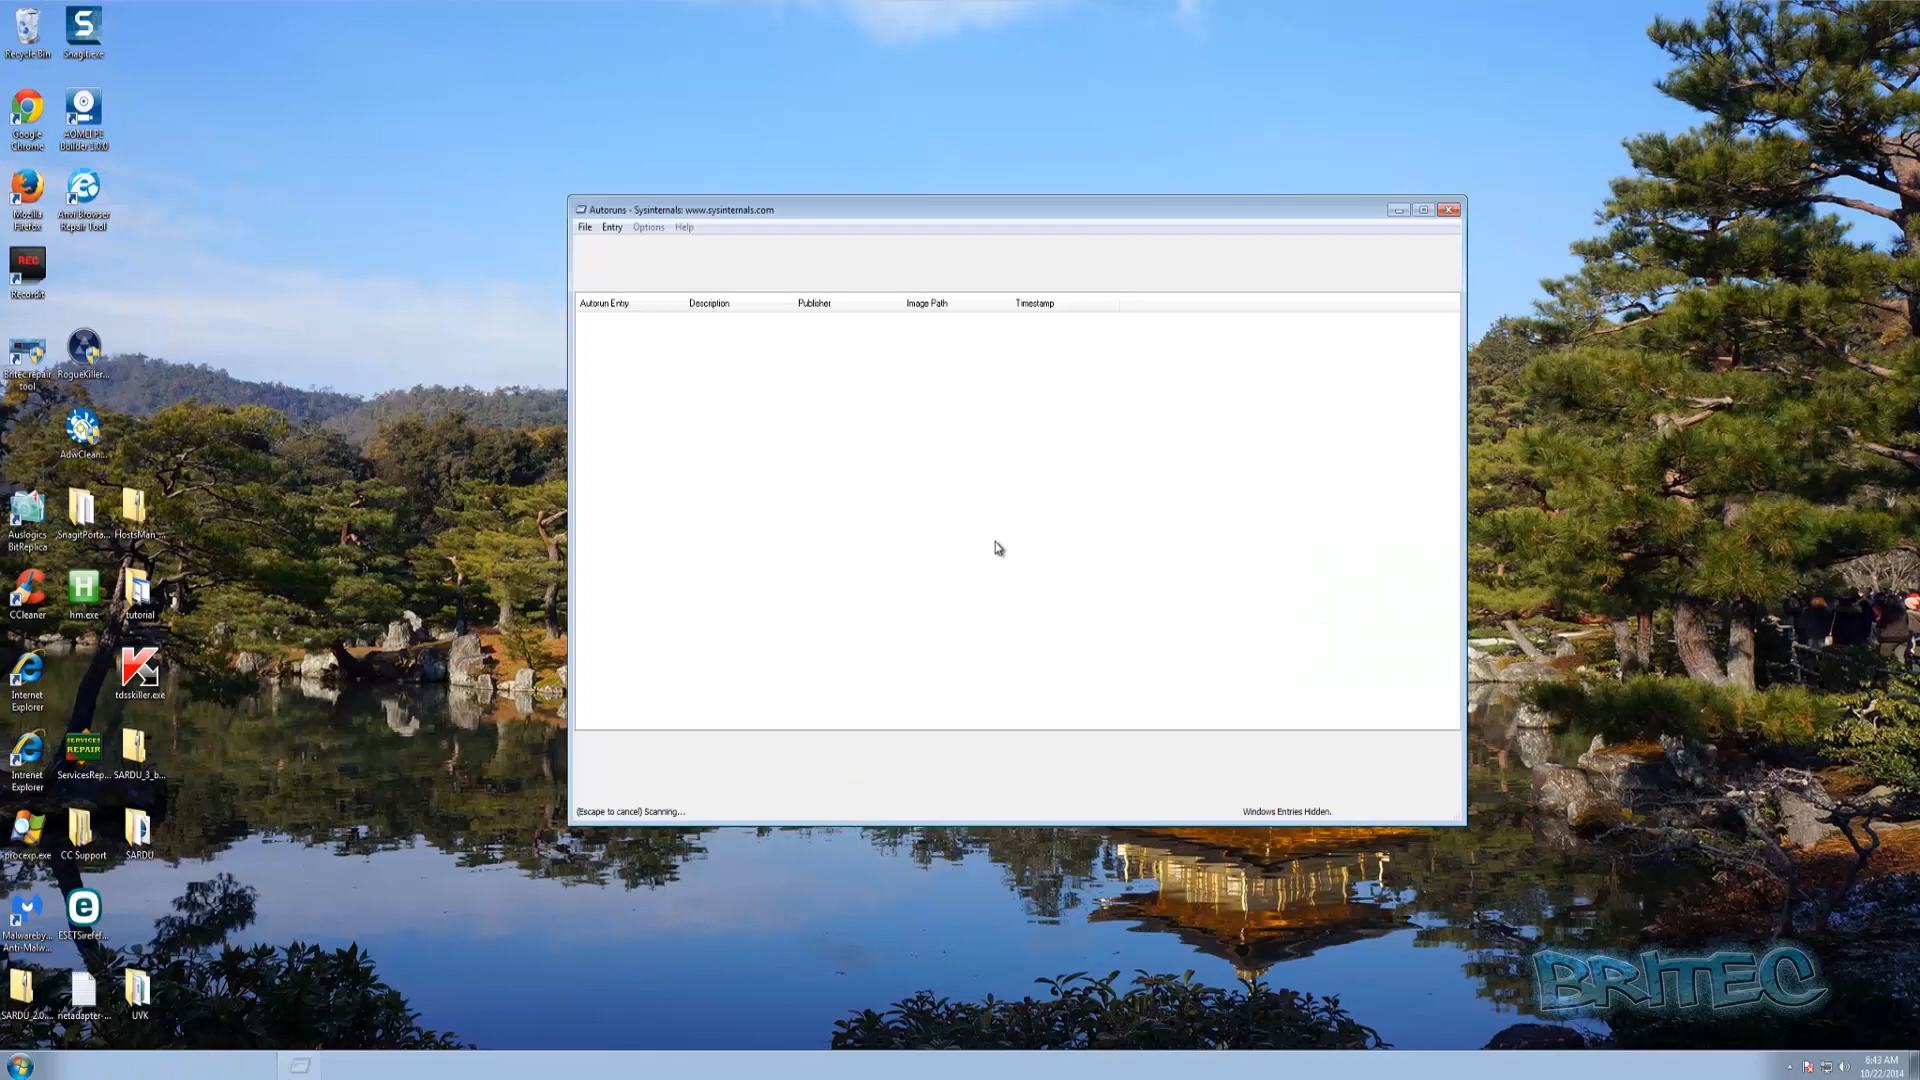 Recycle Bin
Snagit.exe
Google
Chrome
AOMEI PE
Builder 1.0.0
Mozilla
Firefox
Anvi Browser
Repair Tool
REC
Recordit
Britec repair
tool
RogueKiller...
AdwClean...
Auslogics
BitReplica
SnagitPorta...
HostsMan_...
CCleaner
hm.exe
tutorial
Internet
Explorer
tdsskiller.exe
Intrenet
Explorer
SERVICES
REPAIR
ServicesRep...
SARDU_3_b...
procexp.exe
CC Support
SARDU
Malwareby...
Anti-Malw...
ESETSirefef...
SARDU_2.0...
netadapter-...
UVK
Autoruns - Sysinternals: www.sysinternals.com
File Entry Options Help
Autorun Entry Description Publisher Image Path Timestamp
(Escape to cancel) Scanning... Windows Entries Hidden.
BRITEC
6:43 AM
10/22/2014